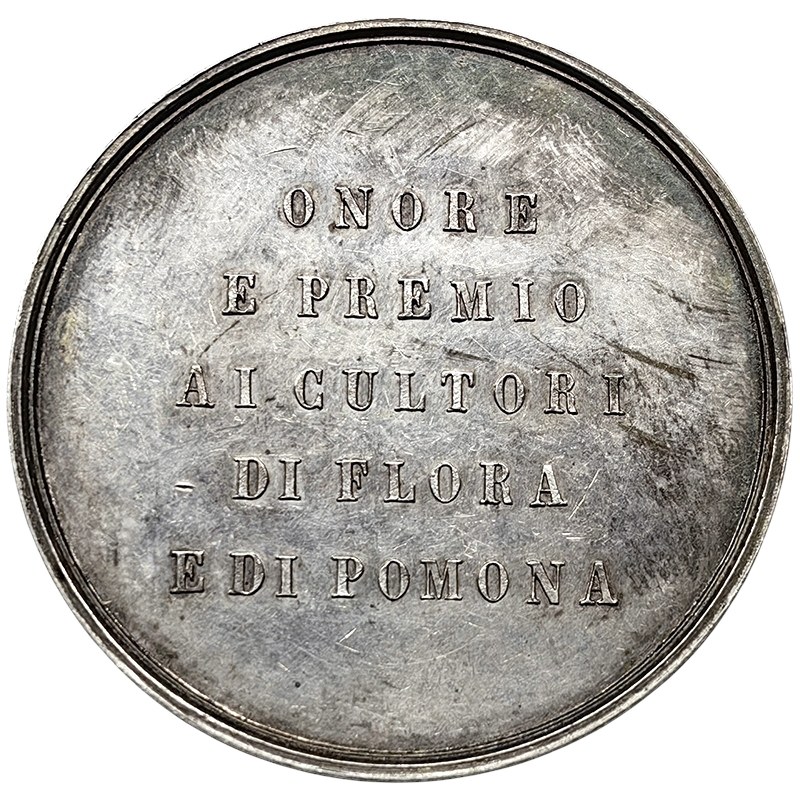 ONORE
E PREMIO
AI CULTORI
DI FLORA
E DI POMONA